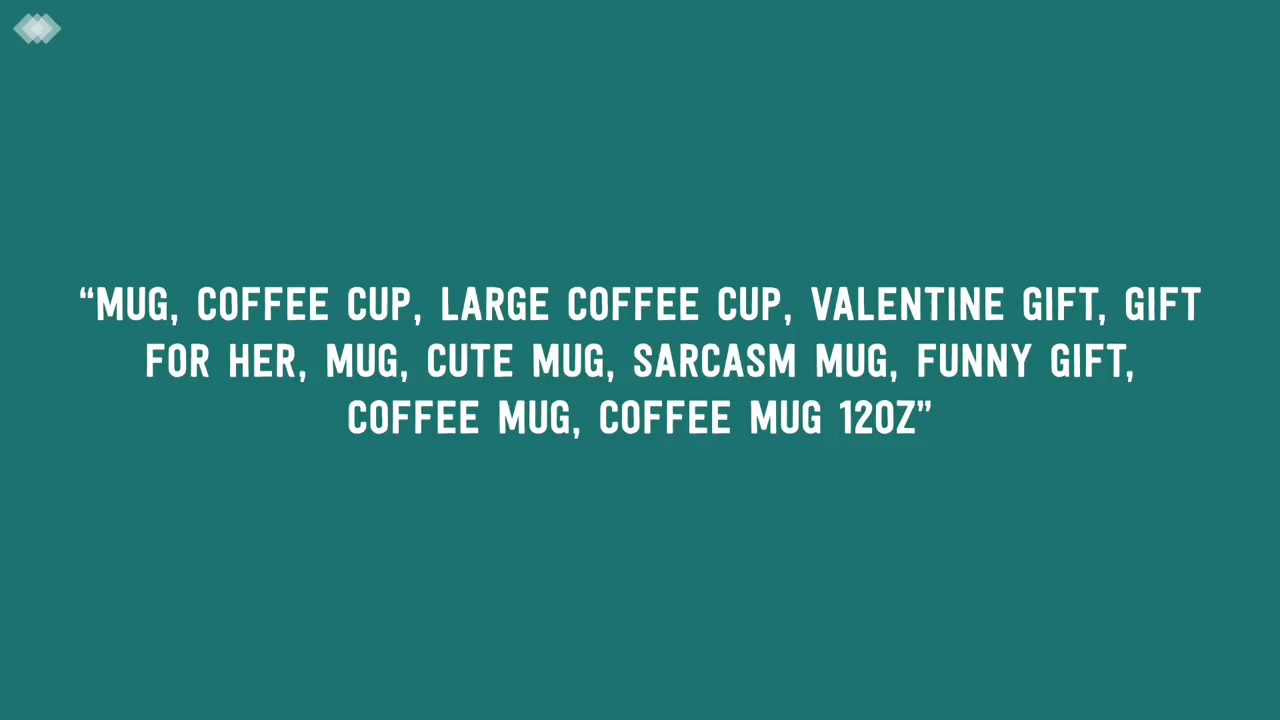 “MUG, COFFEE CUP, LARGE COFFEE CUP, VALENTINE GIFT, GIFT
FOR HER, MUG, CUTE MUG, SARCASM MUG, FUNNY GIFT,
COFFEE MUG, COFFEE MUG 12OZ”